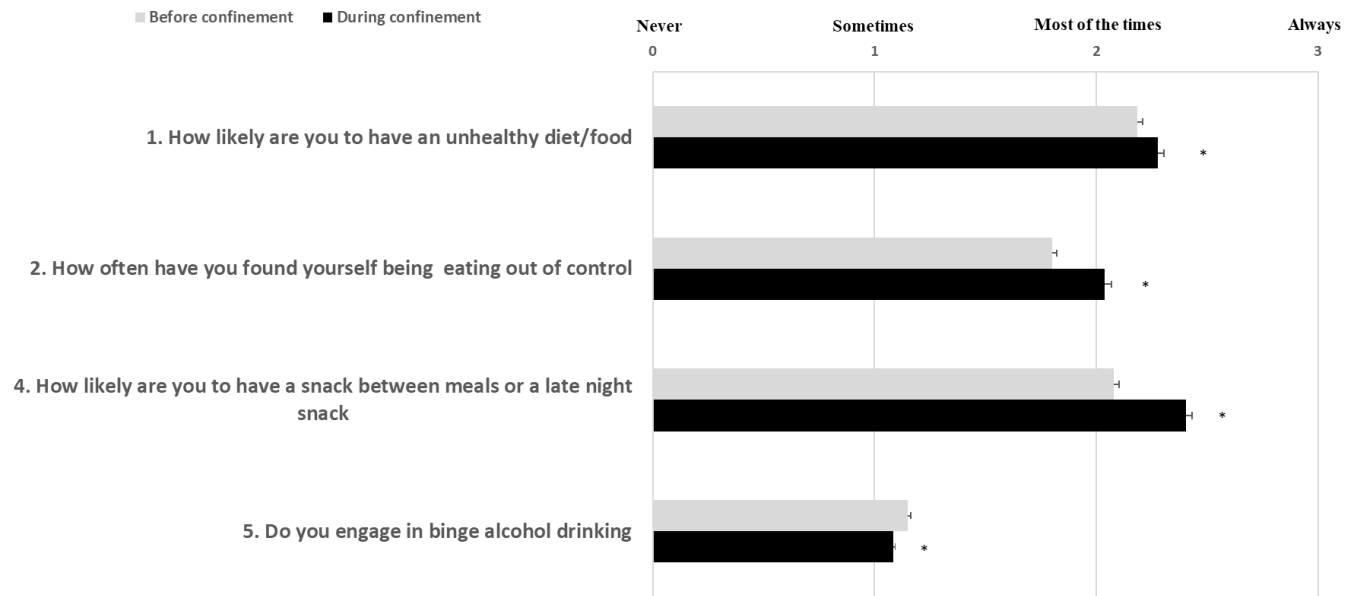 Before confinement During confinement
Never Sometimes Most of the times Always
0 1 2 3
1. How likely are you to have an unhealthy diet/food
*
2. How often have you found yourself being  eating out of control
*
4. How likely are you to have a snack between meals or a late night
snack
*
5. Do you engage in binge alcohol drinking
*